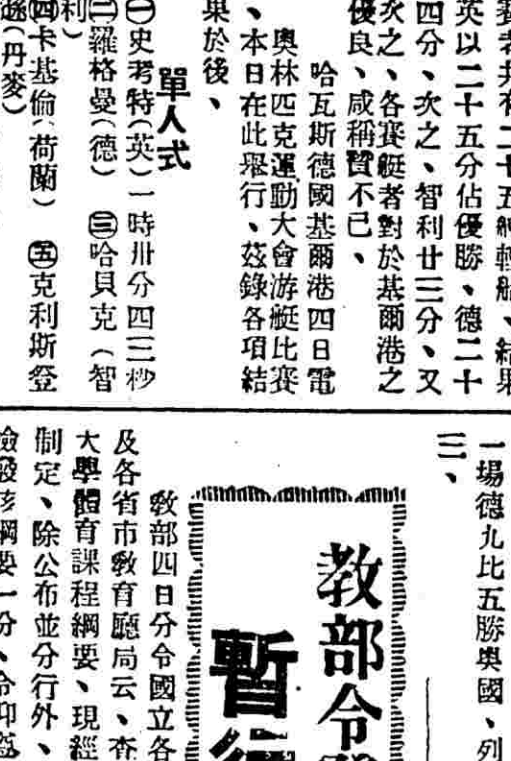 賽者共有二十五艘輕艇、結果
英以二十五分佔優勝、德二十
四分、次之、智利廿三分、又
次之、各賽艇者對於基爾港之
優良、咸稱贊不已、
哈瓦斯德國基爾港四日電
奧林匹克運動大會游艇比賽
、本日在此舉行、茲錄各項結
果於後、
單人式
㊀史考特（英）一時卅分四三秒
㊁羅格曼（德）㊂哈貝克（智
利）
㊃卡基倫（荷蘭）㊄克利斯登
遜（丹麥）
一場德九比五勝奧國、列
三、
教部令
暫行
教部四日分令國立各
及各省市教育廳局云、查
大學體育課程綱要、現經
制定、除公布並分行外、
檢發該綱要一分、令仰